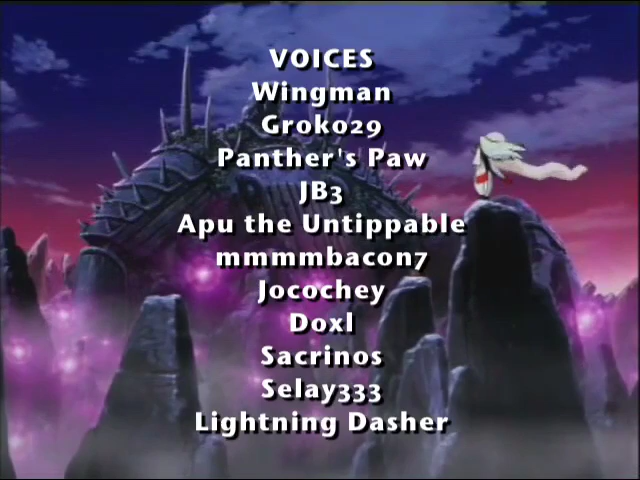 VOICES
Wingman
Groko29
Panther's Paw
JB3
Apu the Untippable
mmmmbacon7
Jocochey
Doxl
Sacrinos
Selay333
Lightning Dasher